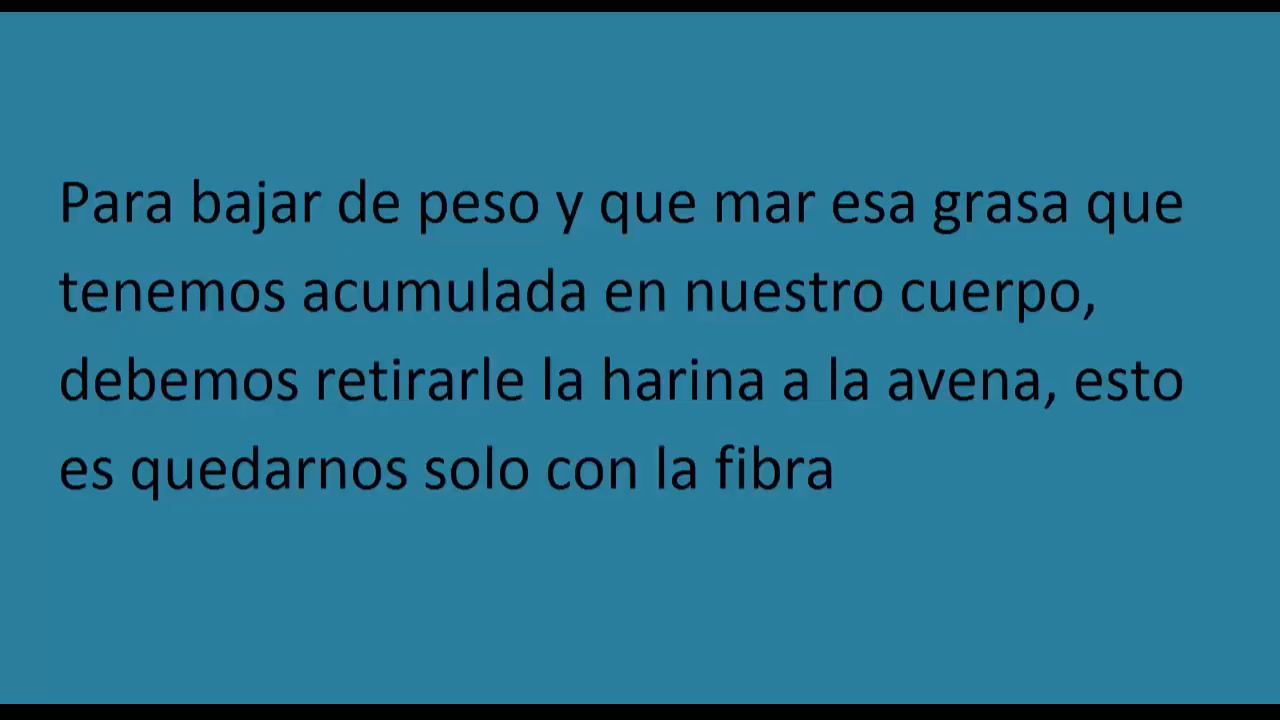 Para bajar de peso y que mar esa grasa que
tenemos acumulada en nuestro cuerpo,
debemos retirarle la harina a la avena, esto
es quedarnos solo con la fibra